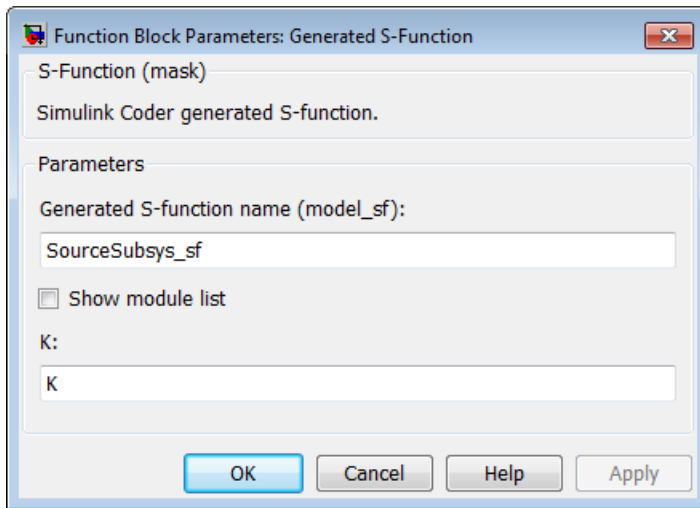 Function Block Parameters: Generated S-Function
S-Function (mask)
Simulink Coder generated S-function.
Parameters
Generated S-function name (model_sf):
SourceSubsys_sf
Show module list
K:
K
OK Cancel Help Apply